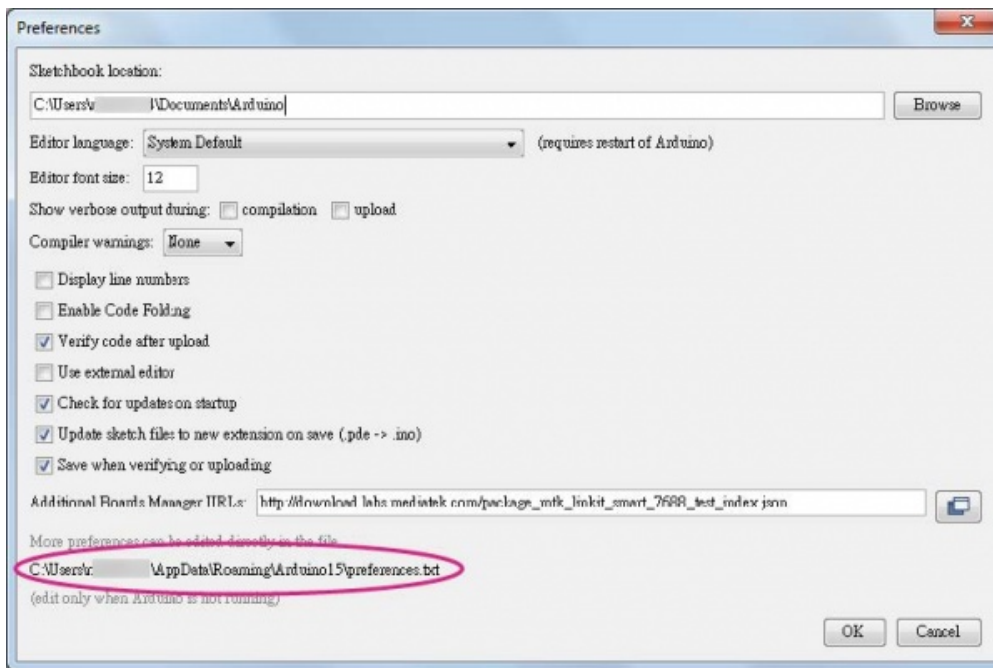 Preferences
Sketchbook location:
C:\Users\ \Documents\Arduino
Browse
Editor language: System Default (requires restart of Arduino)
Editor font size: 12
Show verbose output during: compilation upload
Compiler warnings: None
Display line numbers
Enable Code Folding
Verify code after upload
Use external editor
Check for updates on startup
Update sketch files to new extension on save (.pde -> .ino)
Save when verifying or uploading
Additional Boards Manager URLs: http://download.labs.mediatek.com/package_mtk_linkit_smart_7688_test_index.json
More preferences can be edited directly in the file
C:\Users\ \AppData\Roaming\Arduino15\preferences.txt
(edit only when Arduino is not running)
OK Cancel